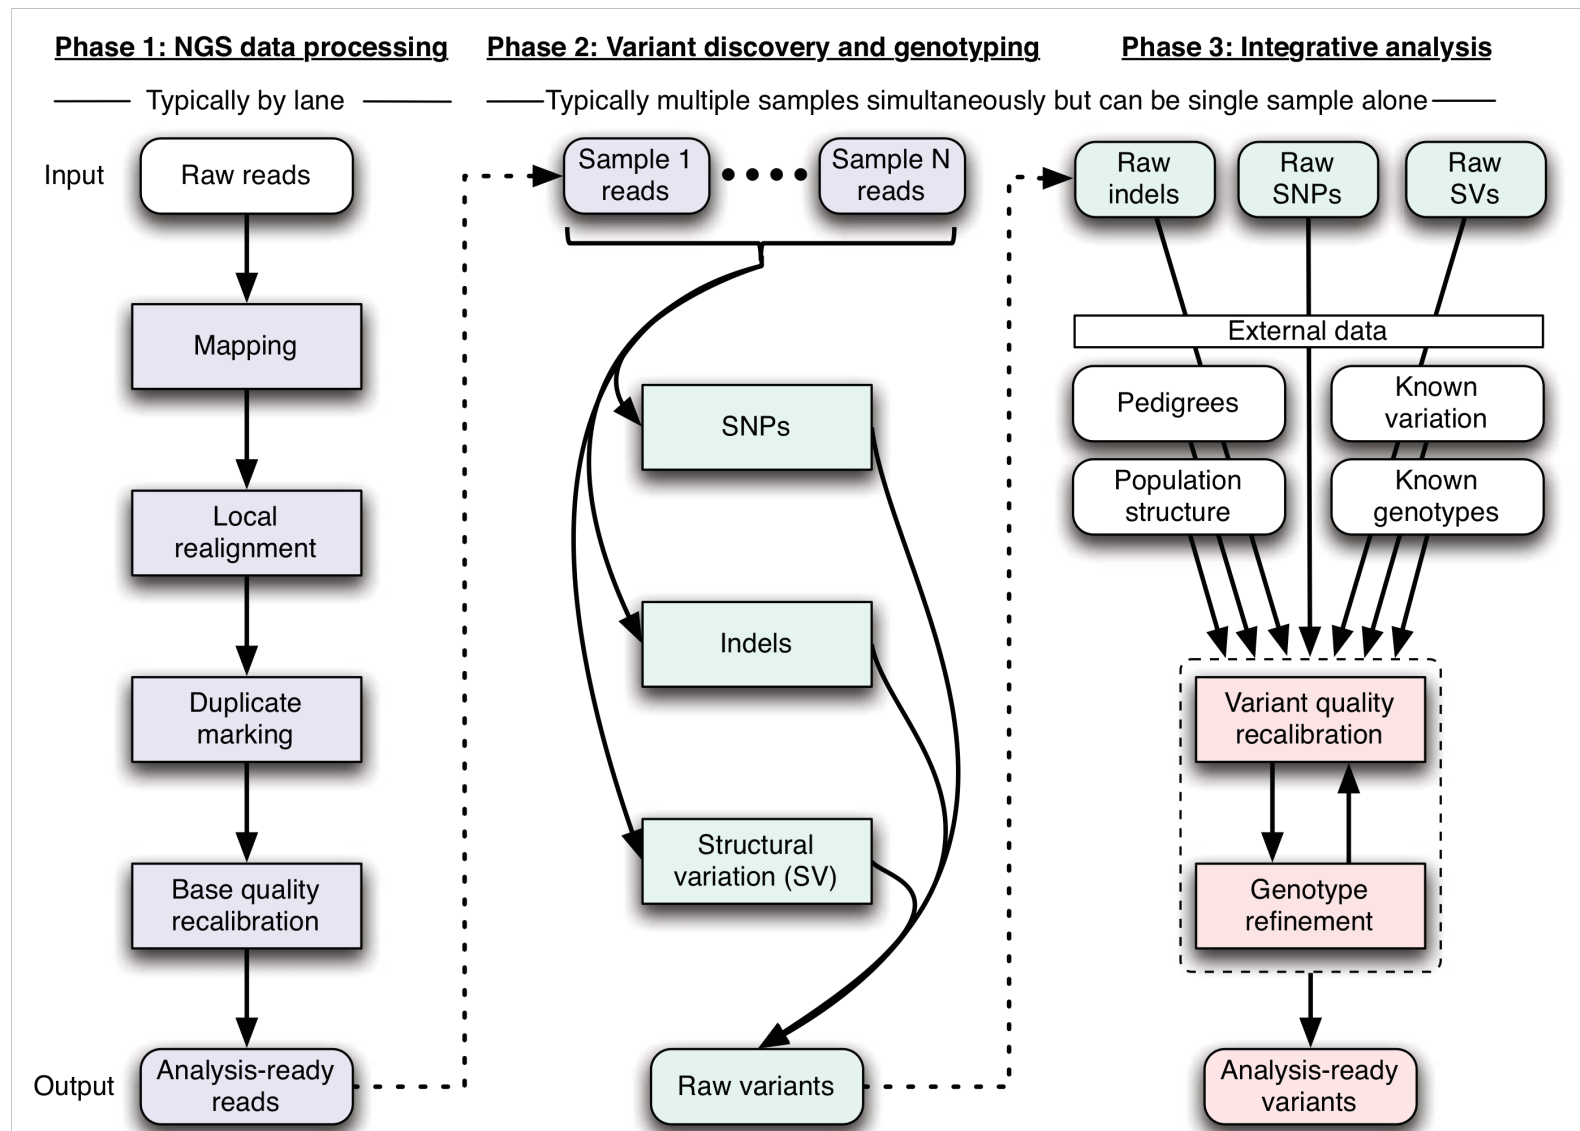 Phase 1: NGS data processing
Typically by lane
Input
Raw reads
Mapping
Local
realignment
Duplicate
marking
Base quality
recalibration
Output
Analysis-ready
reads
Phase 2: Variant discovery and genotyping
Typically multiple samples simultaneously but can be single sample alone
Sample 1
reads
Sample N
reads
SNPs
Indels
Structural
variation (SV)
Raw variants
Phase 3: Integrative analysis
Raw
indels
Raw
SNPs
Raw
SVs
External data
Pedigrees
Known
variation
Population
structure
Known
genotypes
Variant quality
recalibration
Genotype
refinement
Analysis-ready
variants